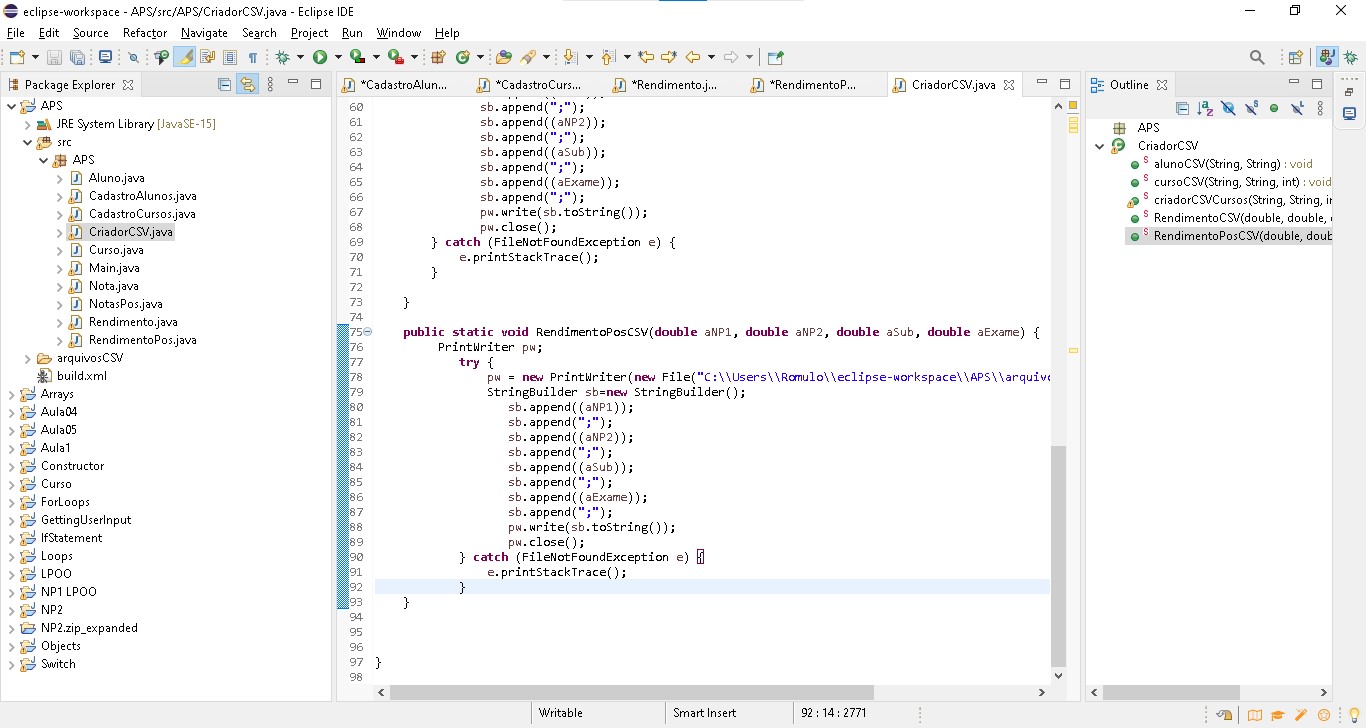 eclipse-workspace - APS/src/APS/CriadorCSV.java - Eclipse IDE
File Edit Source Refactor Navigate Search Project Run Window Help
Package Explorer
APS
JRE System Library [JavaSE-15]
src
APS
Aluno.java
CadastroAlunos.java
CadastroCursos.java
CriadorCSV.java
Curso.java
Main.java
Nota.java
NotasPos.java
Rendimento.java
RendimentoPos.java
arquivosCSV
build.xml
Arrays
Aula04
Aula05
Aula1
Constructor
Curso
ForLoops
GettingUserInput
IfStatement
Loops
LPOO
NP1 LPOO
NP2
NP2.zip_expanded
Objects
Switch
*CadastroAlun... *CadastroCurs... *Rendimento.j... *RendimentoP... CriadorCSV.java
60 sb.append(";");
61 sb.append((aNP2));
62 sb.append(";");
63 sb.append((aSub));
64 sb.append(";");
65 sb.append((aExame));
66 sb.append(";");
67 pw.write(sb.toString());
68 pw.close();
69 } catch (FileNotFoundException e) {
70 e.printStackTrace();
71 }
72
73 }
74
75 public static void RendimentoPosCSV(double aNP1, double aNP2, double aSub, double aExame) {
76 PrintWriter pw;
77 try {
78 pw = new PrintWriter(new File("C:\\Users\\Romulo\\eclipse-workspace\\APS\\arquivo
79 StringBuilder sb=new StringBuilder();
80 sb.append((aNP1));
81 sb.append(";");
82 sb.append((aNP2));
83 sb.append(";");
84 sb.append((aSub));
85 sb.append(";");
86 sb.append((aExame));
87 sb.append(";");
88 pw.write(sb.toString());
89 pw.close();
90 } catch (FileNotFoundException e) {
91 e.printStackTrace();
92 }
93 }
94
95
96
97 }
98
Outline
APS
CriadorCSV
alunoCSV(String, String) : void
cursoCSV(String, String, int) : void
criadorCSVCursos(String, String, in
RendimentoCSV(double, double,
RendimentoPosCSV(double, doub
Writable Smart Insert 92 : 14 : 2771